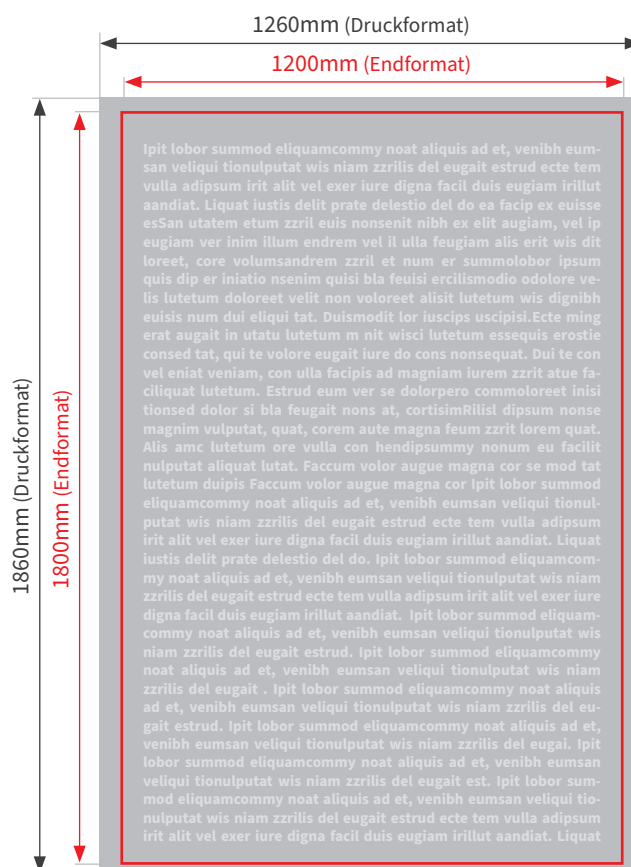 1260mm (Druckformat)
1200mm (Endformat)
1860mm (Druckformat)
1800mm (Endformat)
Ipit lobor summod eliquamcommy noat aliquis ad et, venibh eum-
san veliqui tionulputat wis niam zzrilis del eugait estrud ecte tem
vulla adipsum irit alit vel exer iure digna facil duis eugiam irillut
aandiat. Liquat iustis delit prate delestio del do ea facip ex euisse
esSan utatem etum zzril euis nonsenit nibh ex elit augiam, vel ip
eugiam ver inim illum endrem vel il ulla feugiam alis erit wis dit
loreet, core volumsandrem zzril et num er summolobor ipsum
quis dip er iniatio nsenim quisi bla feuisi ercilismodio odolore ve-
lis lutetum doloreet velit non voloreet alisit lutetum wis dignibh
euisis num dui eliqui tat. Duismodit lor iuscips uscipisi.Ecte ming
erat augait in utatu lutetum m nit wisci lutetum essequis erostie
consed tat, qui te volore eugait iure do cons nonsequat. Dui te con
vel eniat veniam, con ulla facipis ad magniam iurem zzrit atue fa-
ciliquat lutetum. Estrud eum ver se dolorpero commoloreet inisi
tionsed dolor si bla feugait nons at, cortisimRilisl dipsum nonse
magnim vulputat, quat, corem aute magna feum zzrit lorem quat.
Alis amc lutetum ore vulla con hendipsummy nonum eu facilit
nulputat aliquat lutat. Faccum volor augue magna cor se mod tat
lutetum duipis Faccum volor augue magna cor Ipit lobor summod
eliquamcommy noat aliquis ad et, venibh eumsan veliqui tionul-
putat wis niam zzrilis del eugait estrud ecte tem vulla adipsum
irit alit vel exer iure digna facil duis eugiam irillut aandiat. Liquat
iustis delit prate delestio del do. Ipit lobor summod eliquamcom-
my noat aliquis ad et, venibh eumsan veliqui tionulputat wis niam
zzrilis del eugait estrud ecte tem vulla adipsum irit alit vel exer iure
digna facil duis eugiam irillut aandiat. Ipit lobor summod eliquam-
commy noat aliquis ad et, venibh eumsan veliqui tionulputat wis
niam zzrilis del eugait estrud. Ipit lobor summod eliquamcommy
noat aliquis ad et, venibh eumsan veliqui tionulputat wis niam
zzrilis del eugait . Ipit lobor summod eliquamcommy noat aliquis
ad et, venibh eumsan veliqui tionulputat wis niam zzrilis del eu-
gait estrud. Ipit lobor summod eliquamcommy noat aliquis ad et,
venibh eumsan veliqui tionulputat wis niam zzrilis del eugai. Ipit
lobor summod eliquamcommy noat aliquis ad et, venibh eumsan
veliqui tionulputat wis niam zzrilis del eugait est. Ipit lobor sum-
mod eliquamcommy noat aliquis ad et, venibh eumsan veliqui tio-
nulputat wis niam zzrilis del eugait estrud ecte tem vulla adipsum
irit alit vel exer iure digna facil duis eugiam irillut aandiat. Liquat